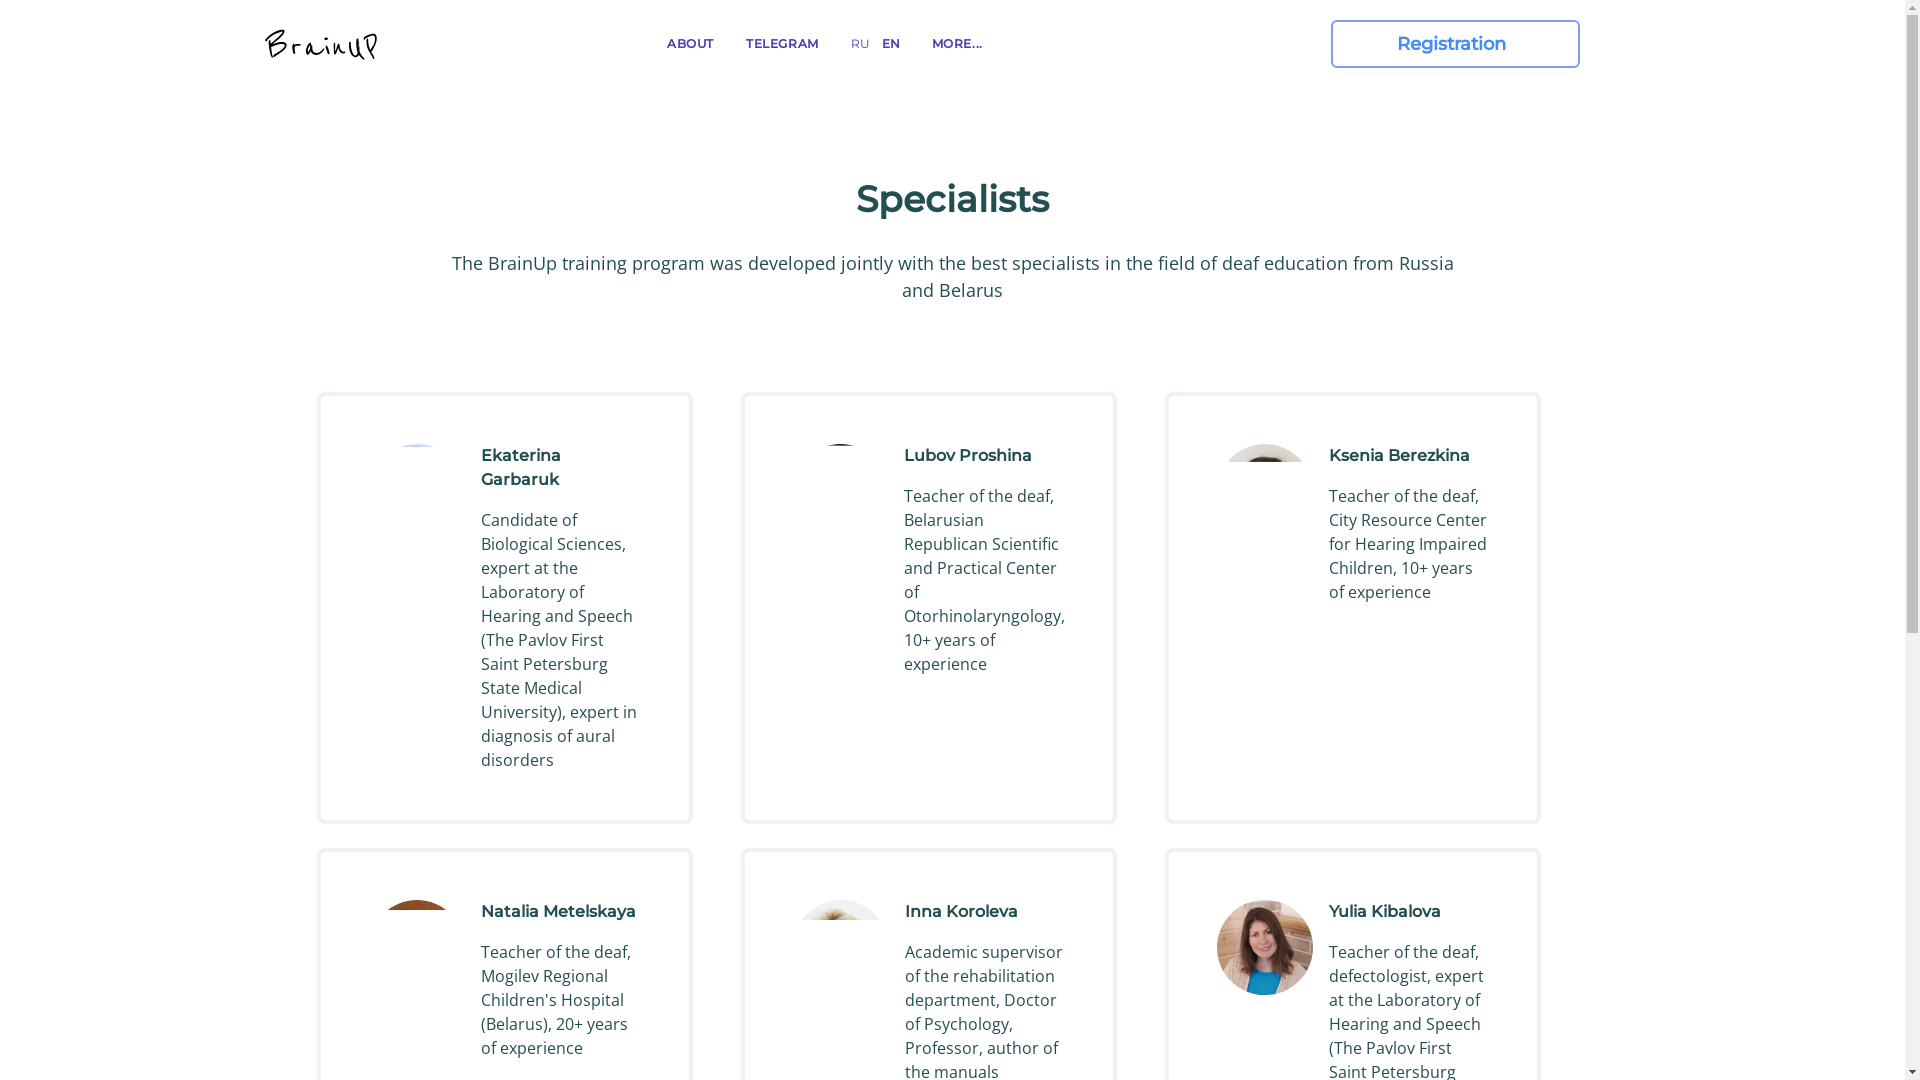 BrainUP
ABOUT
TELEGRAM
RU
EN
MORE...
Registration
Specialists
The BrainUp training program was developed jointly with the best specialists in the field of deaf education from Russia
and Belarus
Ekaterina
Garbaruk
Candidate of
Biological Sciences,
expert at the
Laboratory of
Hearing and Speech
(The Pavlov First
Saint Petersburg
State Medical
University), expert in
diagnosis of aural
disorders
Lubov Proshina
Teacher of the deaf,
Belarusian
Republican Scientific
and Practical Center
of
Otorhinolaryngology,
10+ years of
experience
Ksenia Berezkina
Teacher of the deaf,
City Resource Center
for Hearing Impaired
Children, 10+ years
of experience
Natalia Metelskaya
Teacher of the deaf,
Mogilev Regional
Children's Hospital
(Belarus), 20+ years
of experience
Inna Koroleva
Academic supervisor
of the rehabilitation
department, Doctor
of Psychology,
Professor, author of
the manuals
Yulia Kibalova
Teacher of the deaf,
defectologist, expert
at the Laboratory of
Hearing and Speech
(The Pavlov First
Saint Petersburg